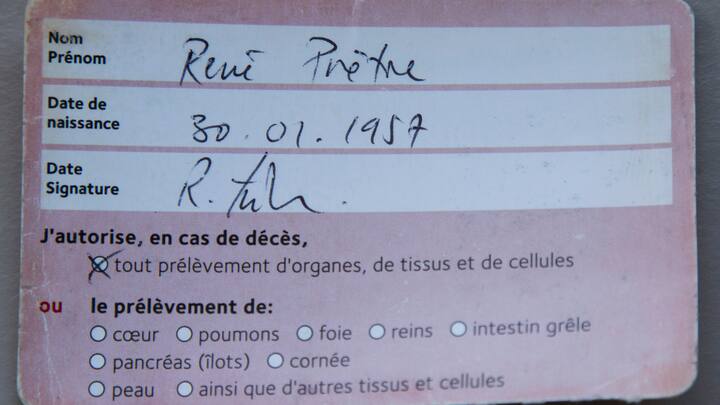 Nom
Prénom
René Prêtre
Date de
naissance
30.01.1957
Date
Signature
R.
J'autorise, en cas de décès,
tout prélèvement d'organes, de tissus et de cellules
ou le prélèvement de:
cœur poumons foie reins intestin grêle
pancréas (îlots) cornée
peau ainsi que d'autres tissus et cellules